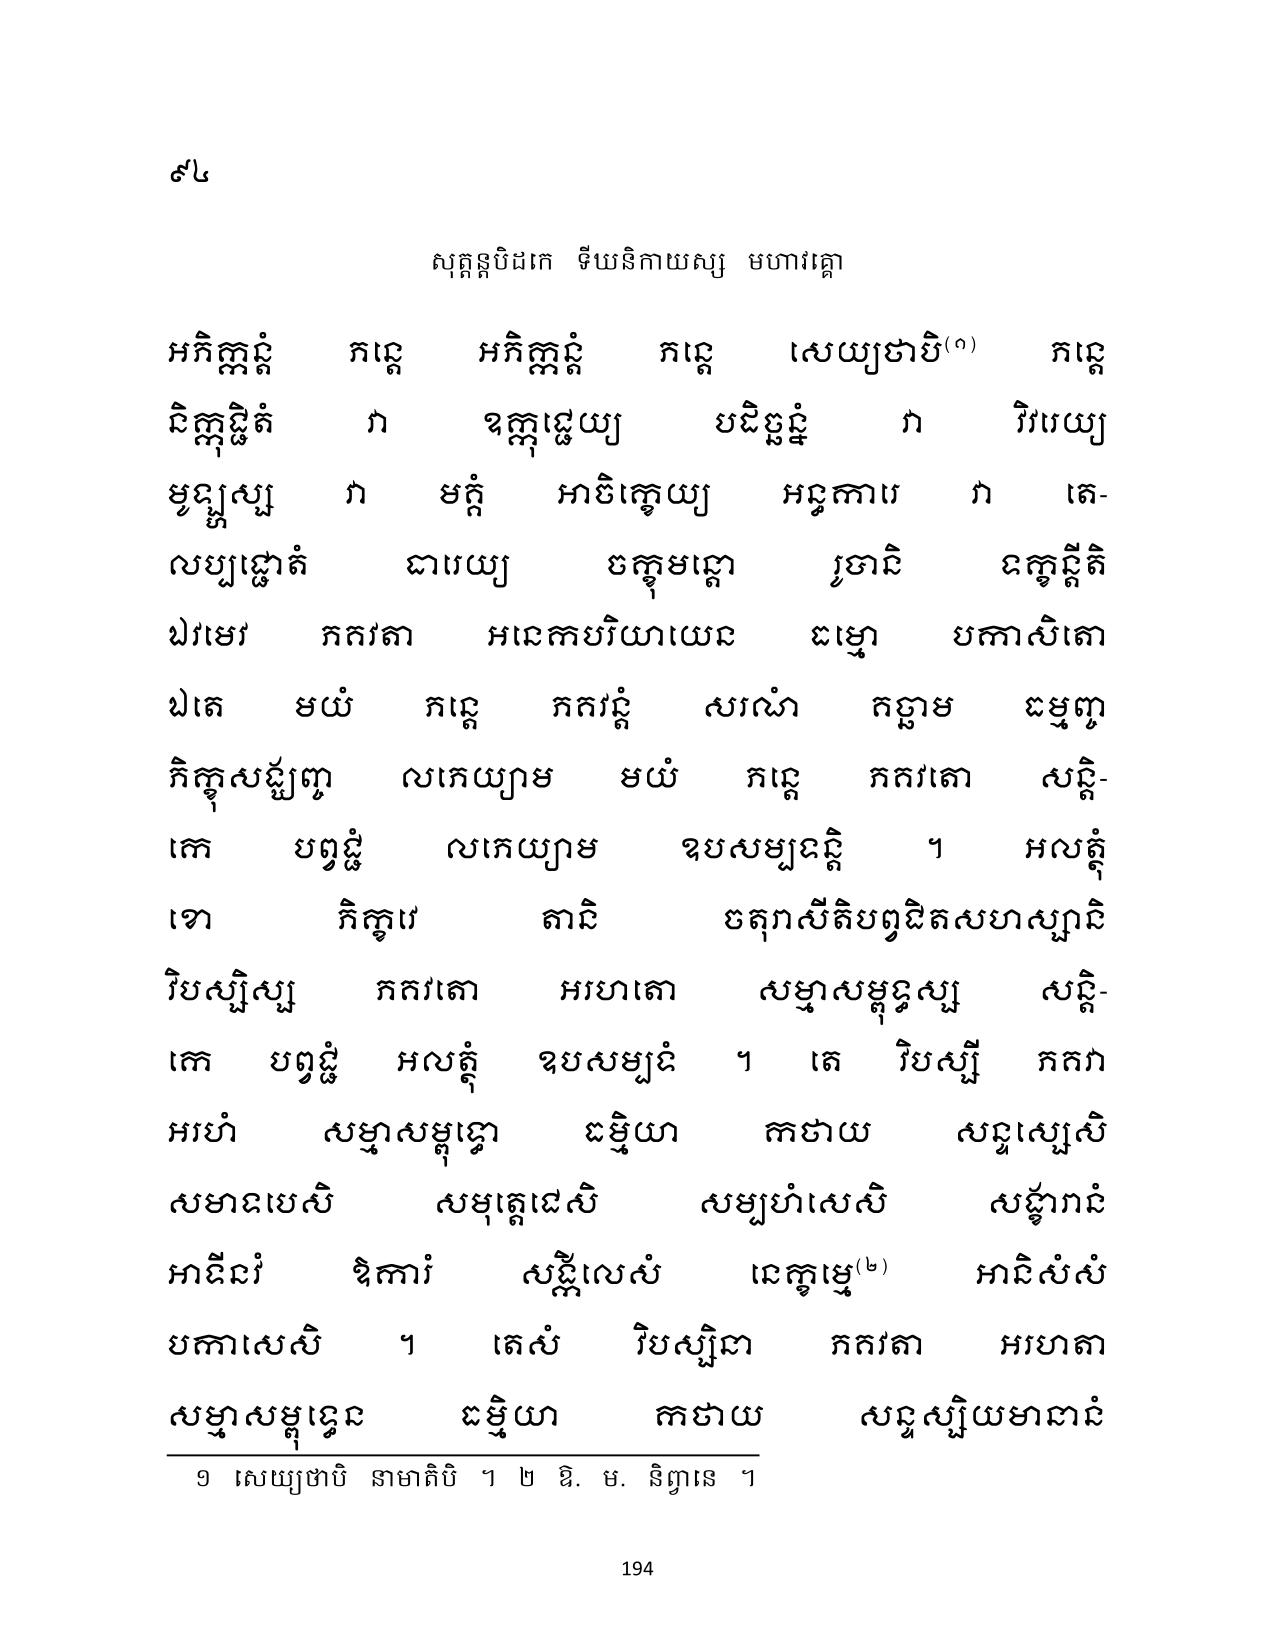 ៩៤
សុត្តន្តបិដកេ ទីឃនិកាយស្ស មហាវគ្គោ
អភិក្កន្តំ ភន្តេ អភិក្កន្តំ ភន្តេ សេយ្យថាបិ(១) ភន្តេ
និក្កុជ្ជិតំ វា ឧក្កុជ្ជេយ្យ បដិច្ឆន្នំ វា វិវរេយ្យ
មូឡ្ហស្ស វា មគ្គំ អាចិក្ខេយ្យ អន្ធការេ វា តេ-
លប្បជ្ជោតំ ធារេយ្យ ចក្ខុមន្តោ រូបានិ ទក្ខន្តីតិ
ឯវមេវ ភគវតា អនេកបរិយាយេន ធម្មោ បកាសិតោ
ឯតេ មយំ ភន្តេ ភគវន្តំ សរណំ គច្ឆាម ធម្មញ្ច
ភិក្ខុសង្ឃញ្ច លភេយ្យាម មយំ ភន្តេ ភគវតោ សន្តិ-
កេ បព្វជ្ជំ លភេយ្យាម ឧបសម្បទន្តិ ។ អលត្ថុំ
ខោ ភិក្ខវេ តានិ ចតុរាសីតិបព្វជិតសហស្សានិ
វិបស្សិស្ស ភគវតោ អរហតោ សម្មាសម្ពុទ្ធស្ស សន្តិ-
កេ បព្វជ្ជំ អលត្ថុំ ឧបសម្បទំ ។ តេ វិបស្សី ភគវា
អរហំ សម្មាសម្ពុទ្ធោ ធម្មិយា កថាយ សន្ទស្សេសិ
សមាទបេសិ សមុត្តេជេសិ សម្បហំសេសិ សង្ខារានំ
អាទីនវំ ឱការំ សង្កិលេសំ នេក្ខម្មេ(២) អានិសំសំ
បកាសេសិ ។ តេសំ វិបស្សិនា ភគវតា អរហតា
សម្មាសម្ពុទ្ធេន ធម្មិយា កថាយ សន្ទស្សិយមានានំ
១ សេយ្យថាបិ នាមាតិបិ ។ ២ ឱ. ម. និព្វានេ ។
194